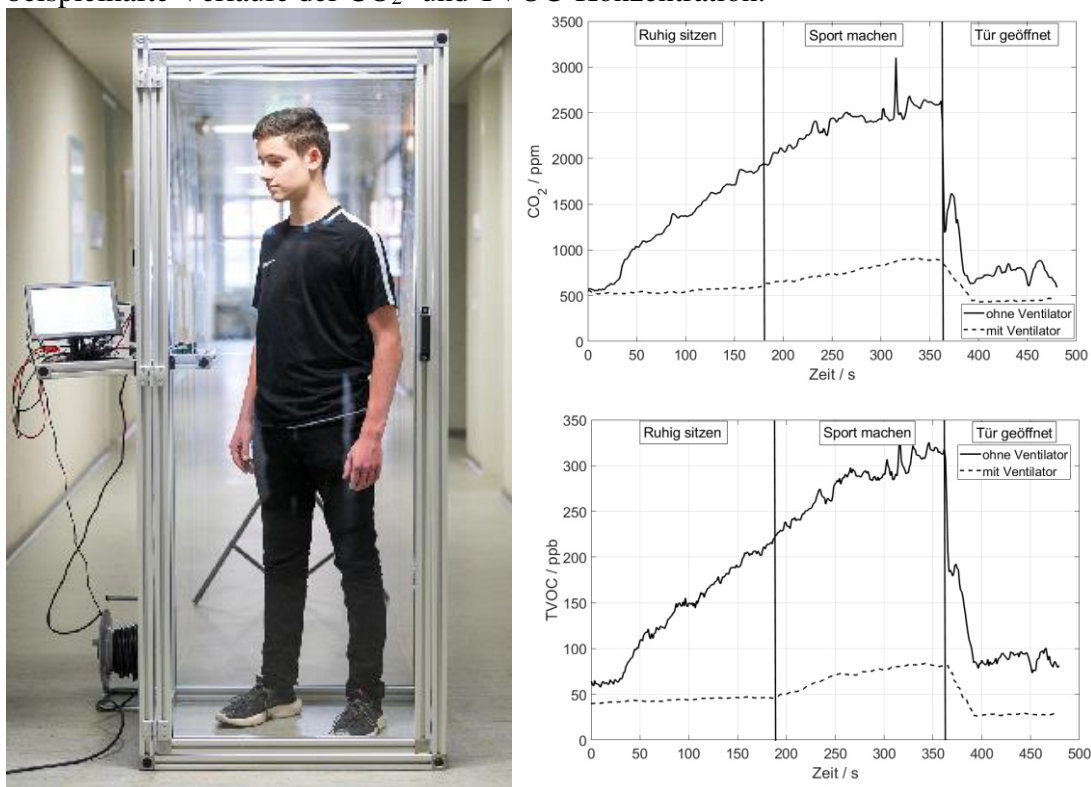 beispielhafte Verläufe der CO₂- und TVOC-Konzentration.
3500
3000
2500
2000
1500
1000
500
0
CO₂ / ppm
Ruhig sitzen
Sport machen
Tür geöffnet
ohne Ventilator
mit Ventilator
0 50 100 150 200 250 300 350 400 450 500
Zeit / s
350
300
250
200
150
100
50
0
TVOC / ppb
Ruhig sitzen
Sport machen
Tür geöffnet
ohne Ventilator
mit Ventilator
0 50 100 150 200 250 300 350 400 450 500
Zeit / s